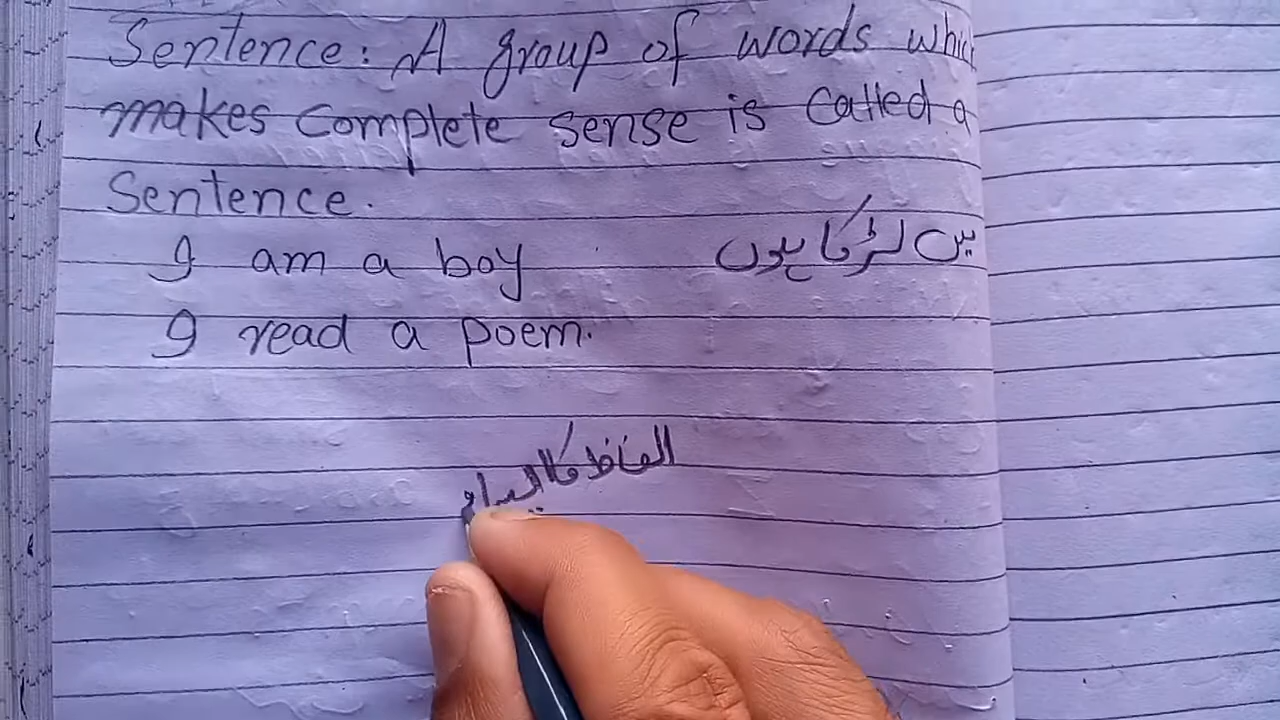 Sentence: A group of words which
makes complete sense is called a
Sentence.
I am a boy میں لڑکا ہوں
I read a poem.
الفاظ کا ایسا